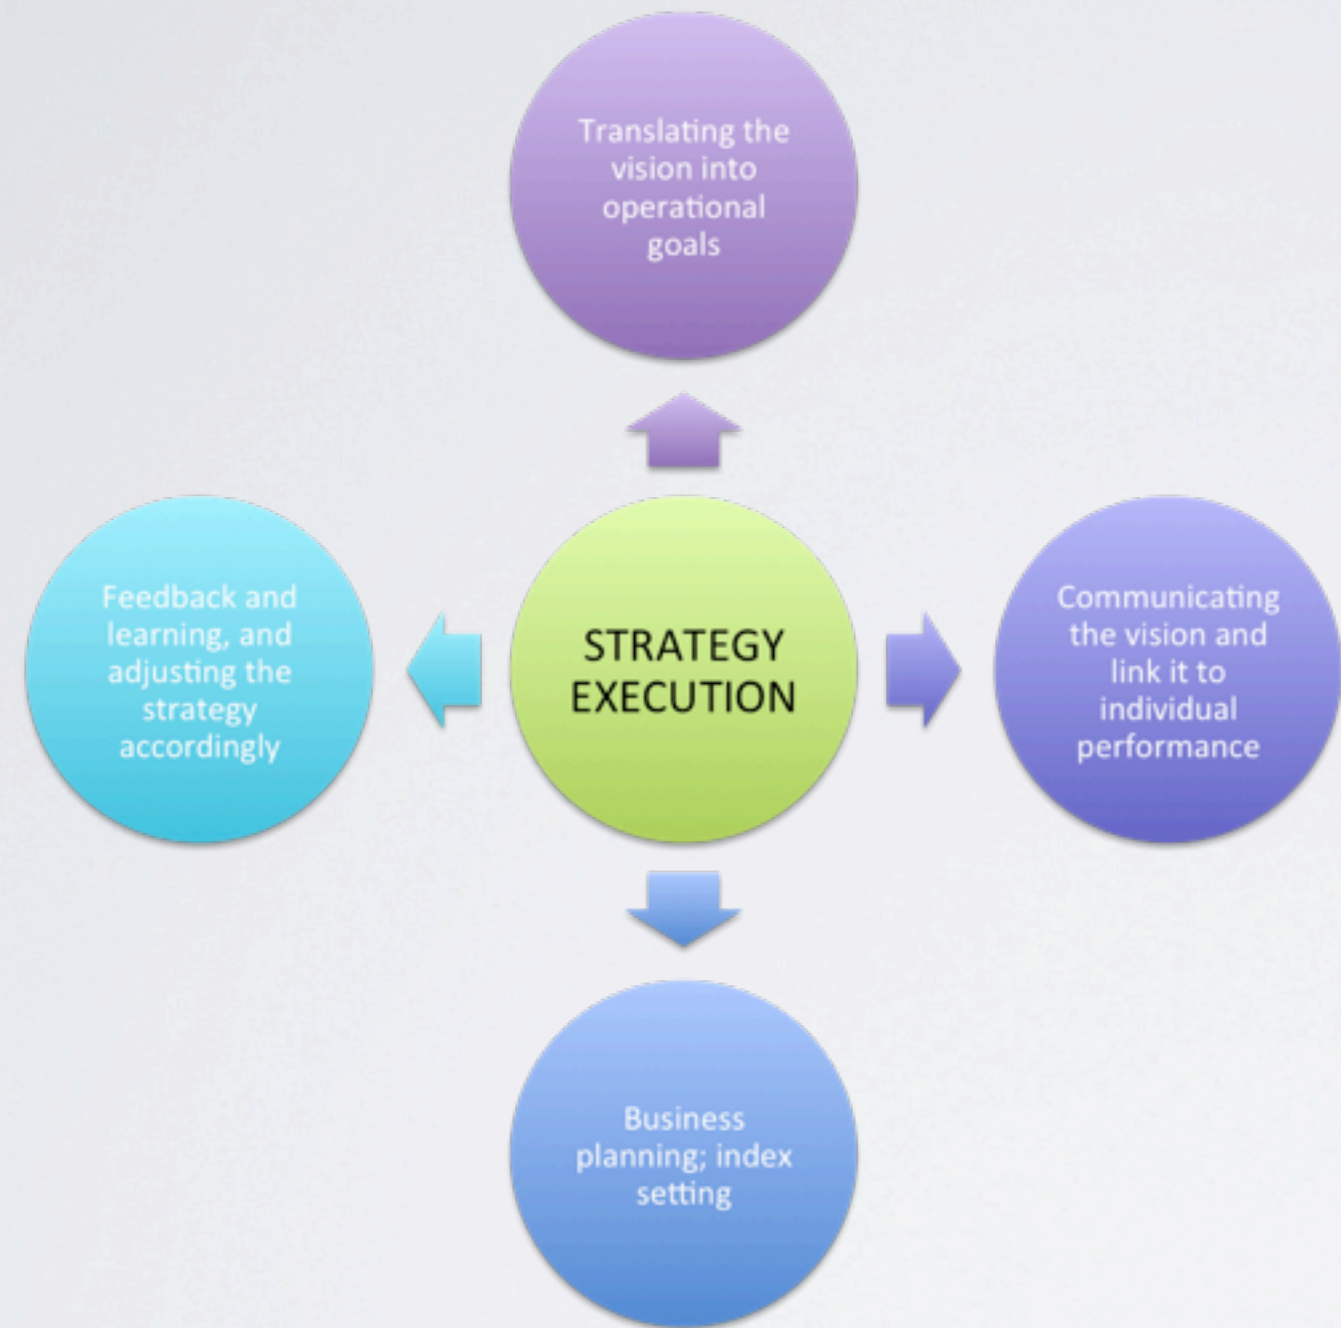 Translating the
vision into
operational
goals
Feedback and
learning, and
adjusting the
strategy
accordingly
STRATEGY
EXECUTION
Communicating
the vision and
link it to
individual
performance
Business
planning; index
setting